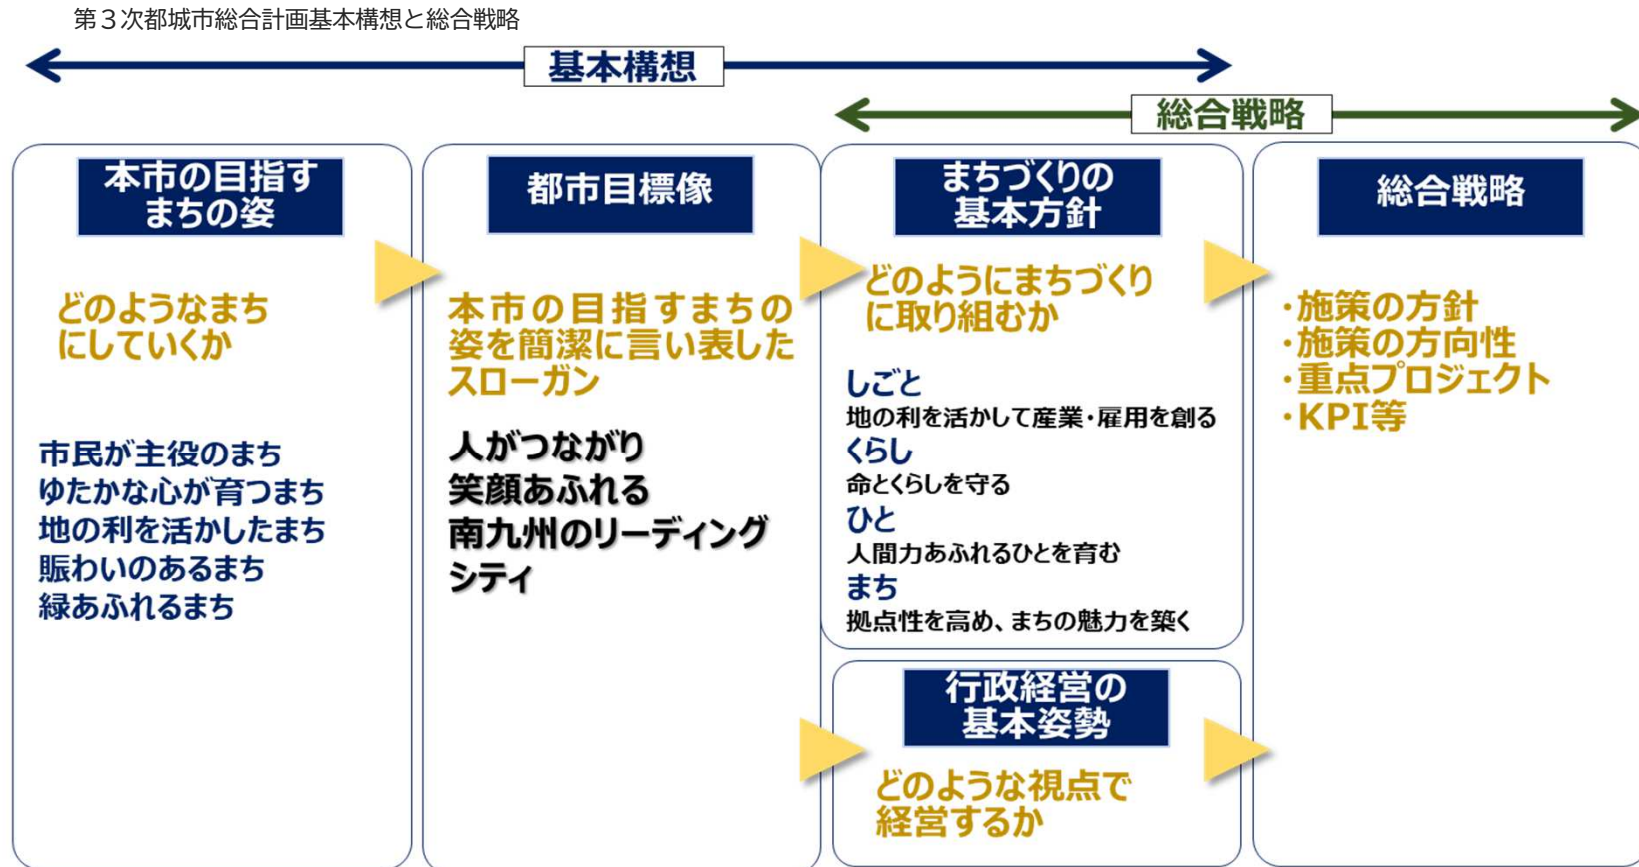 第３次都城市総合計画基本構想と総合戦略
基本構想
総合戦略
本市の目指す
まちの姿
どのようなまち
にしていくか
市民が主役のまち
ゆたかな心が育つまち
地の利を活かしたまち
賑わいのあるまち
緑あふれるまち
都市目標像
本市の目指すまちの
姿を簡潔に言い表した
スローガン
人がつながり
笑顔あふれる
南九州のリーディング
シティ
まちづくりの
基本方針
どのようにまちづくり
に取り組むか
しごと
地の利を活かして産業・雇用を創る
くらし
命とくらしを守る
ひと
人間力あふれるひとを育む
まち
拠点性を高め、まちの魅力を築く
行政経営の
基本姿勢
どのような視点で
経営するか
総合戦略
・施策の方針
・施策の方向性
・重点プロジェクト
・KPI等